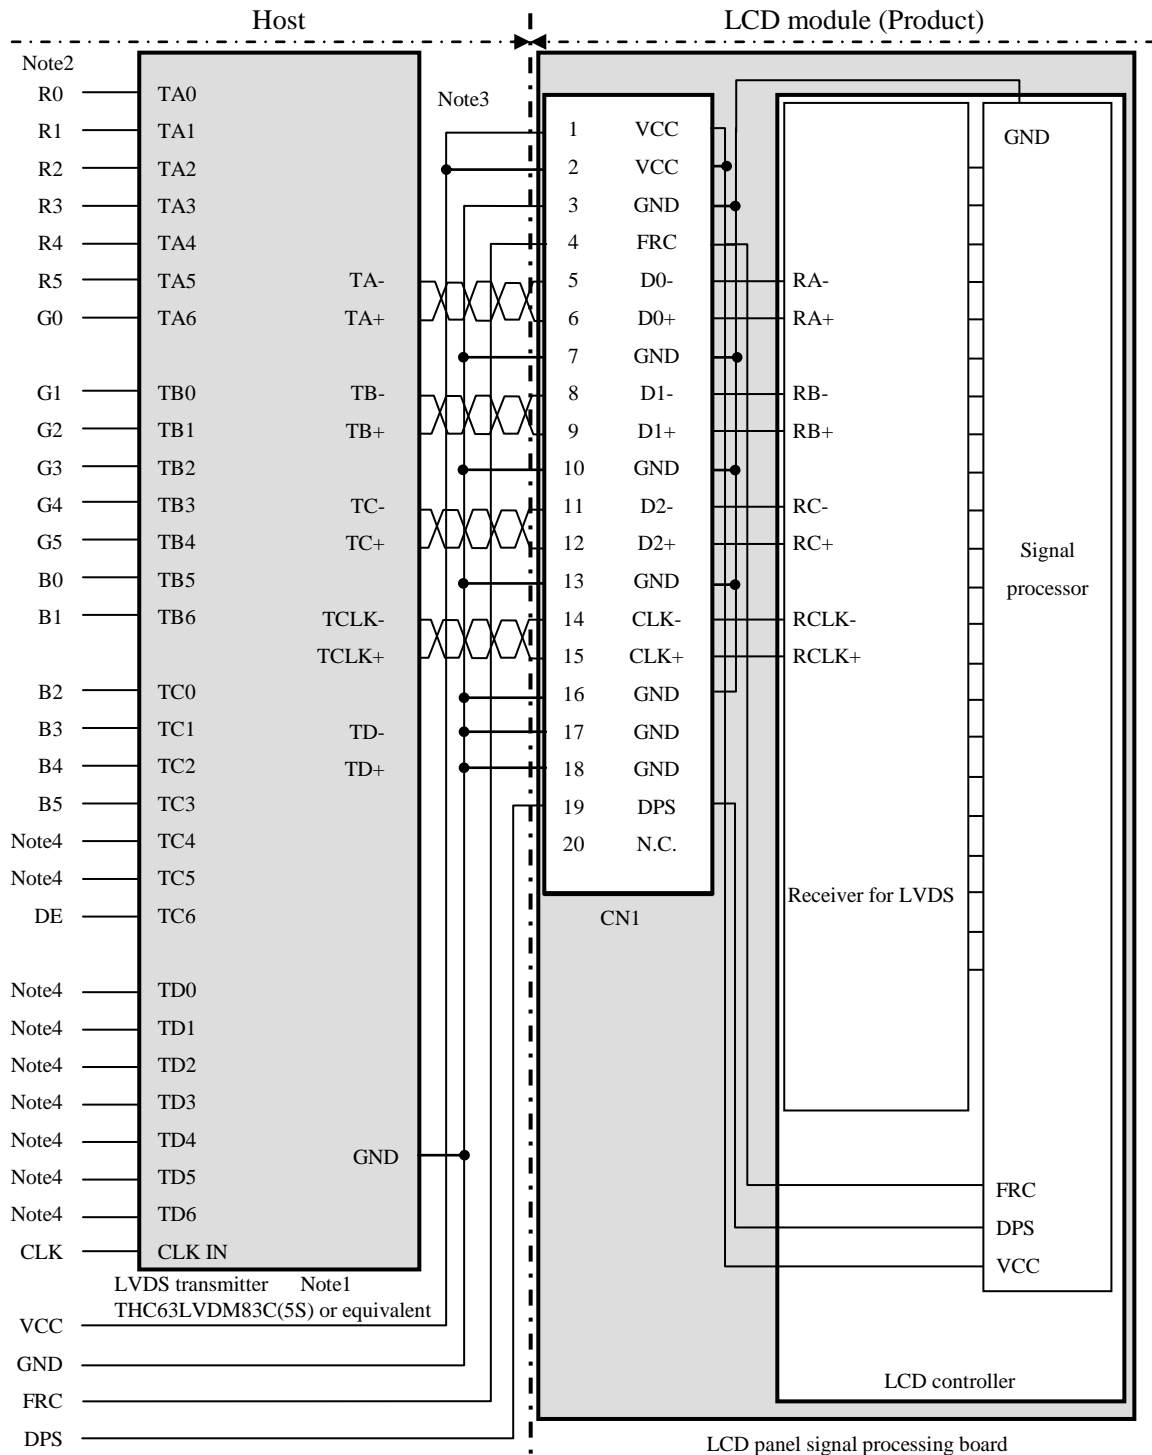 Host
LCD module (Product)
Note2
Note3
R0 TA0
R1 TA1
R2 TA2
R3 TA3
R4 TA4
R5 TA5 TA-
G0 TA6 TA+
G1 TB0 TB-
G2 TB1 TB+
G3 TB2
G4 TB3 TC-
G5 TB4 TC+
B0 TB5
B1 TB6 TCLK-
TCLK+
B2 TC0
B3 TC1 TD-
B4 TC2 TD+
B5 TC3
Note4 TC4
Note4 TC5
DE TC6
Note4 TD0
Note4 TD1
Note4 TD2
Note4 TD3
Note4 TD4
GND
Note4 TD5
Note4 TD6
CLK CLK IN
LVDS transmitter Note1
THC63LVDM83C(5S) or equivalent
VCC
GND
FRC
DPS
1 VCC
2 VCC
3 GND
4 FRC
5 D0- RA-
6 D0+ RA+
7 GND
8 D1- RB-
9 D1+ RB+
10 GND
11 D2- RC-
12 D2+ RC+
13 GND
14 CLK- RCLK-
15 CLK+ RCLK+
16 GND
17 GND
18 GND
19 DPS
20 N.C.
CN1
Receiver for LVDS
GND
Signal
processor
FRC
DPS
VCC
LCD controller
LCD panel signal processing board